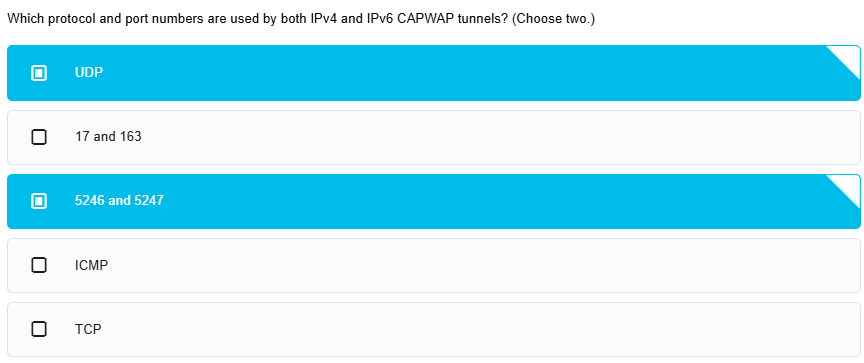 Which protocol and port numbers are used by both IPv4 and IPv6 CAPWAP tunnels? (Choose two.)
UDP
17 and 163
5246 and 5247
ICMP
TCP